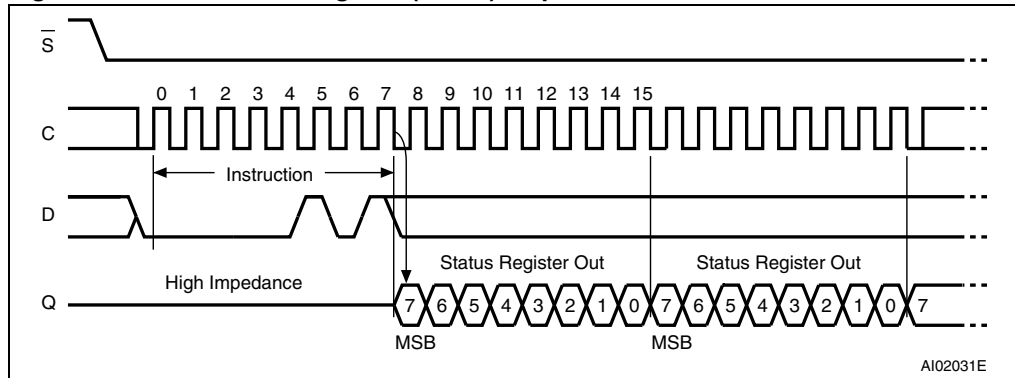 S
0 1 2 3 4 5 6 7 8 9 10 11 12 13 14 15
C
Instruction
D
Status Register Out Status Register Out
High Impedance
Q 7 6 5 4 3 2 1 0 7 6 5 4 3 2 1 0 7
MSB MSB
AI02031E